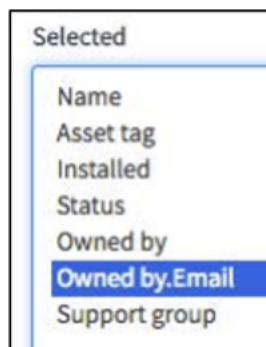 Selected
Name
Asset tag
Installed
Status
Owned by
Owned by.Email
Support group